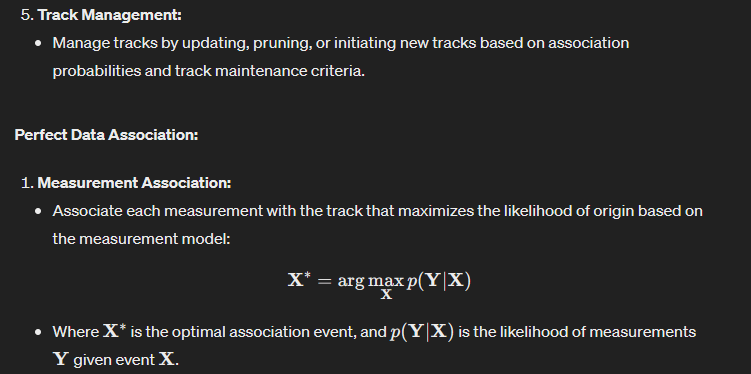 5. Track Management:
• Manage tracks by updating, pruning, or initiating new tracks based on association
probabilities and track maintenance criteria.
Perfect Data Association:
1. Measurement Association:
• Associate each measurement with the track that maximizes the likelihood of origin based on
the measurement model:
X* = arg max p(Y|X)
X
• Where X* is the optimal association event, and p(Y|X) is the likelihood of measurements
Y given event X.